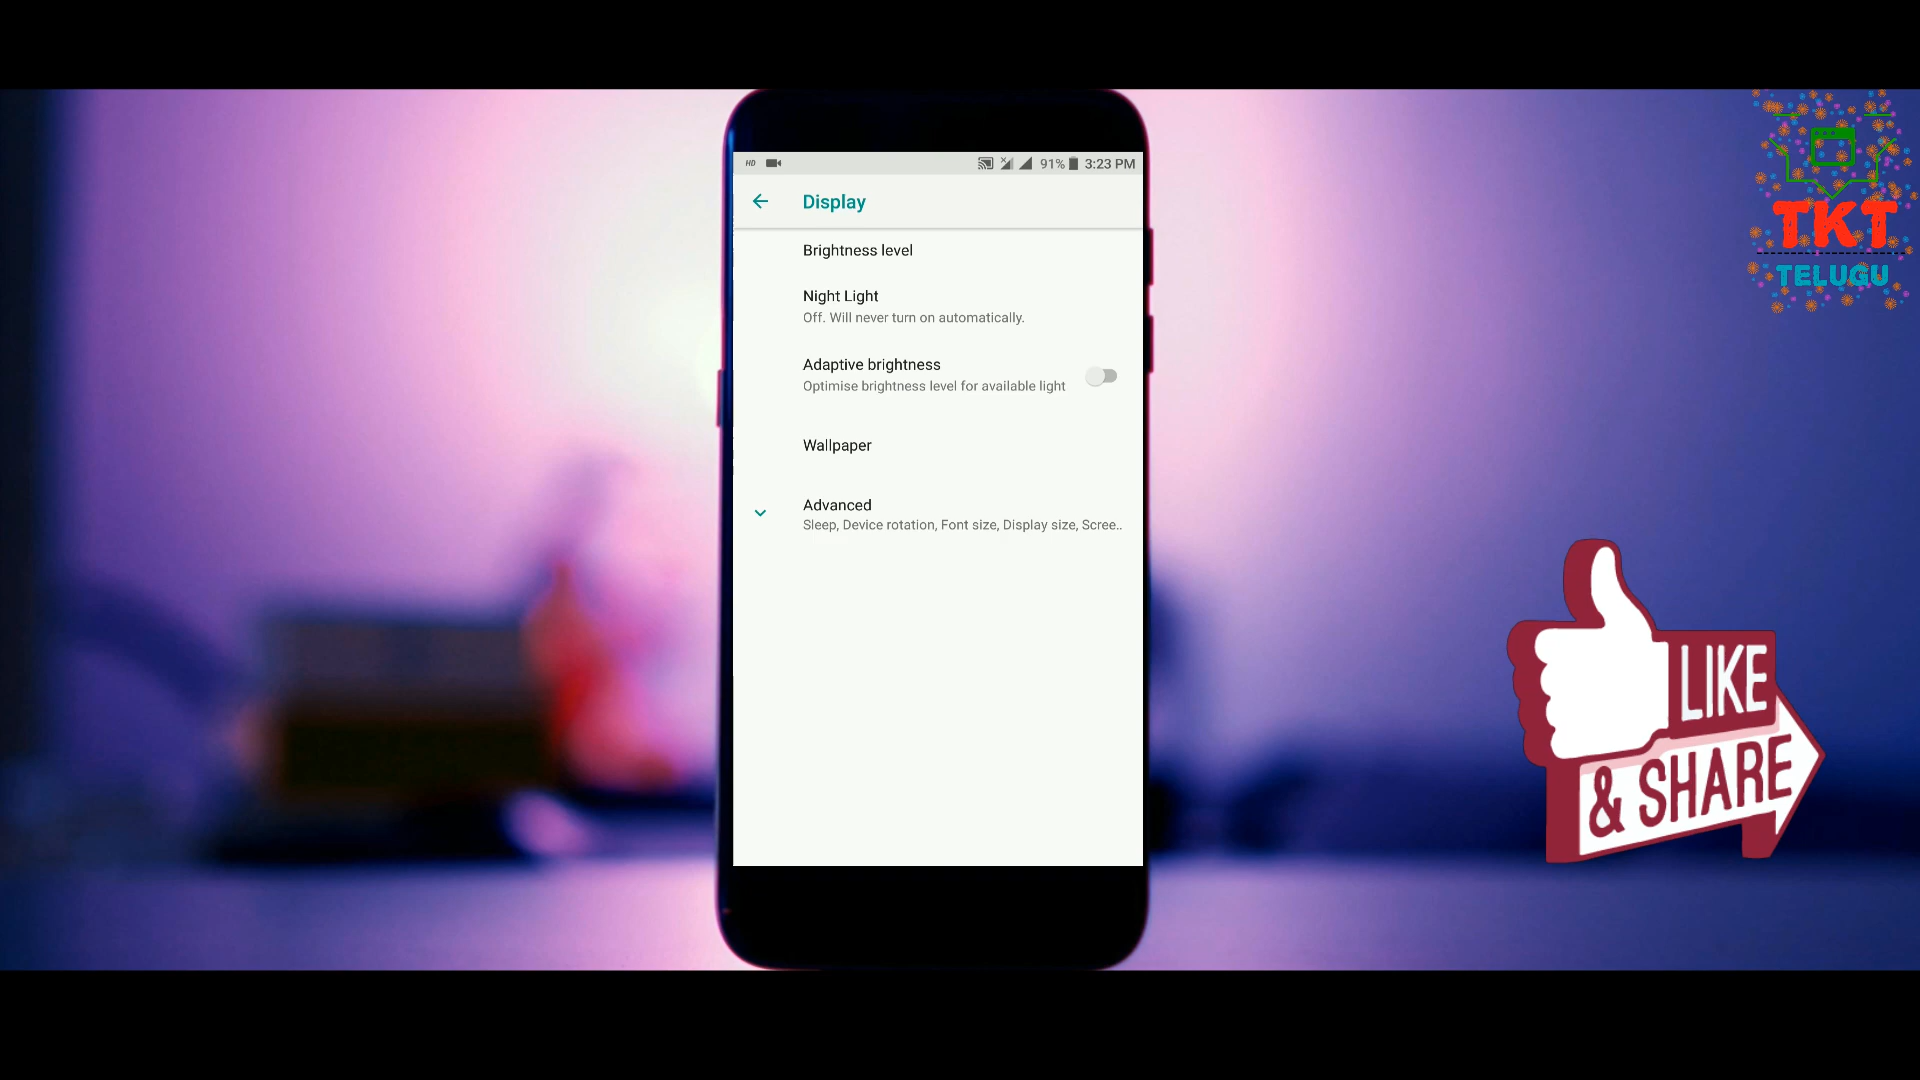 HD 91% 3:23 PM
Display
Brightness level
Night Light
Off. Will never turn on automatically.
Adaptive brightness
Optimise brightness level for available light
Wallpaper
Advanced
Sleep, Device rotation, Font size, Display size, Scree..
TKT
TELUGU
LIKE
& SHARE